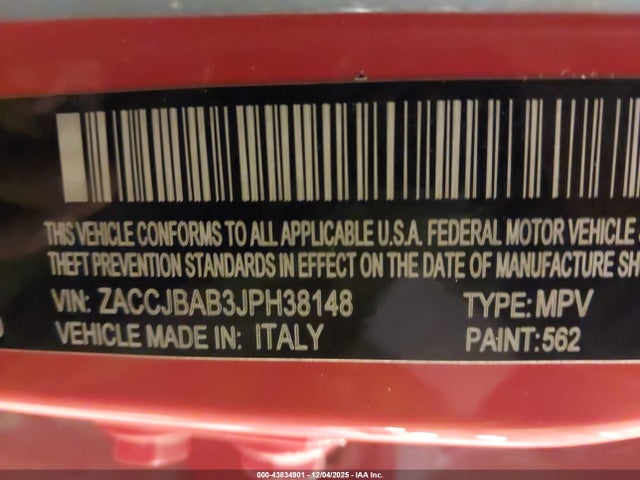 THIS VEHICLE CONFORMS TO ALL APPLICABLE U.S.A. FEDERAL MOTOR VEHICLE
THEFT PREVENTION STANDARDS IN EFFECT ON THE DATE OF MANUFACTURE SH
VIN: ZACCJBAB3JPH38148 TYPE: MPV
VEHICLE MADE IN: ITALY PAINT:562
000-43834901 - 12/04/2025 - IAA Inc.